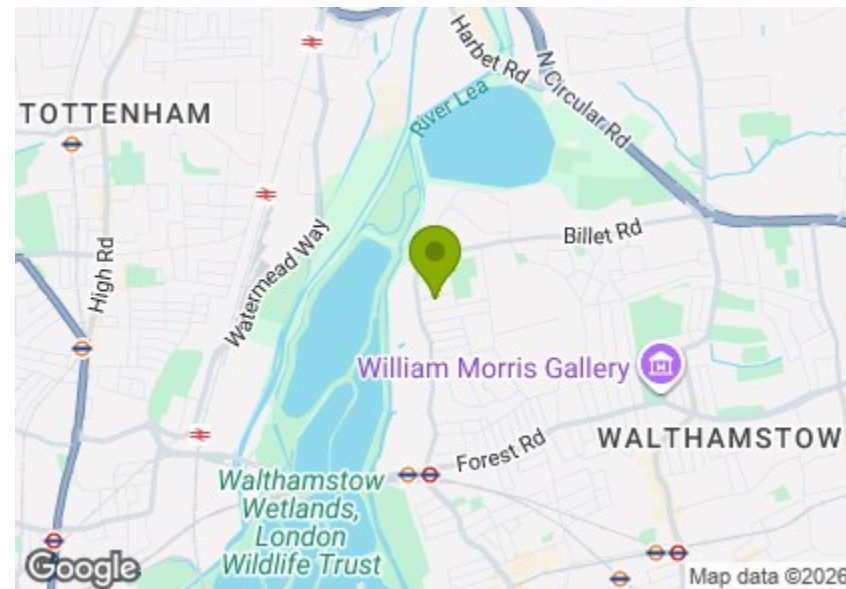 Harbet Rd
N Circular Rd
TOTTENHAM
River Lea
Billet Rd
High Rd
Watermead Way
William Morris Gallery
Forest Rd
WALTHAMSTOW
Walthamstow
Wetlands,
London
Wildlife Trust
Google
Map data ©2026